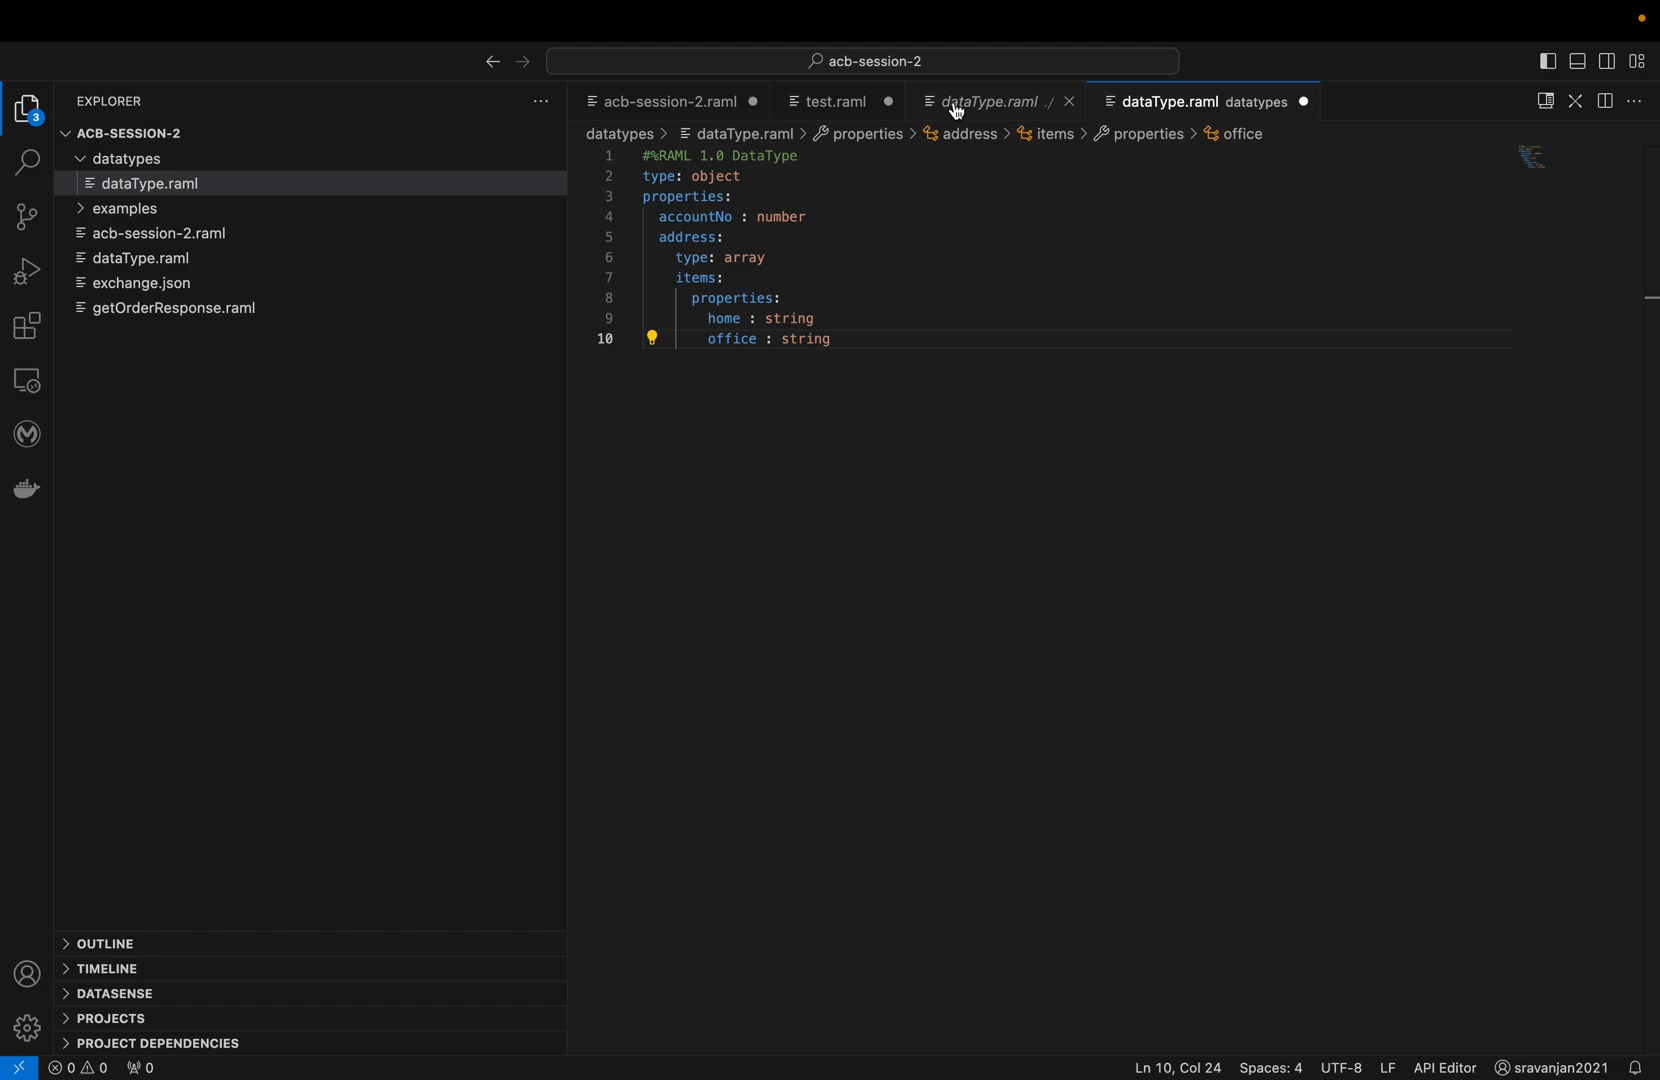 acb-session-2
3
EXPLORER
ACB-SESSION-2
datatypes
dataType.raml
examples
acb-session-2.raml
dataType.raml
exchange.json
getOrderResponse.raml
OUTLINE
TIMELINE
DATASENSE
PROJECTS
PROJECT DEPENDENCIES
acb-session-2.raml test.raml dataType.raml ./ dataType.raml datatypes
datatypes > dataType.raml > properties > address > items > properties > office
1 #%RAML 1.0 DataType
2 type: object
3 properties:
4 accountNo : number
5 address:
6 type: array
7 items:
8 properties:
9 home : string
10 office : string
0 0 0 Ln 10, Col 24 Spaces: 4 UTF-8 LF API Editor sravanjan2021